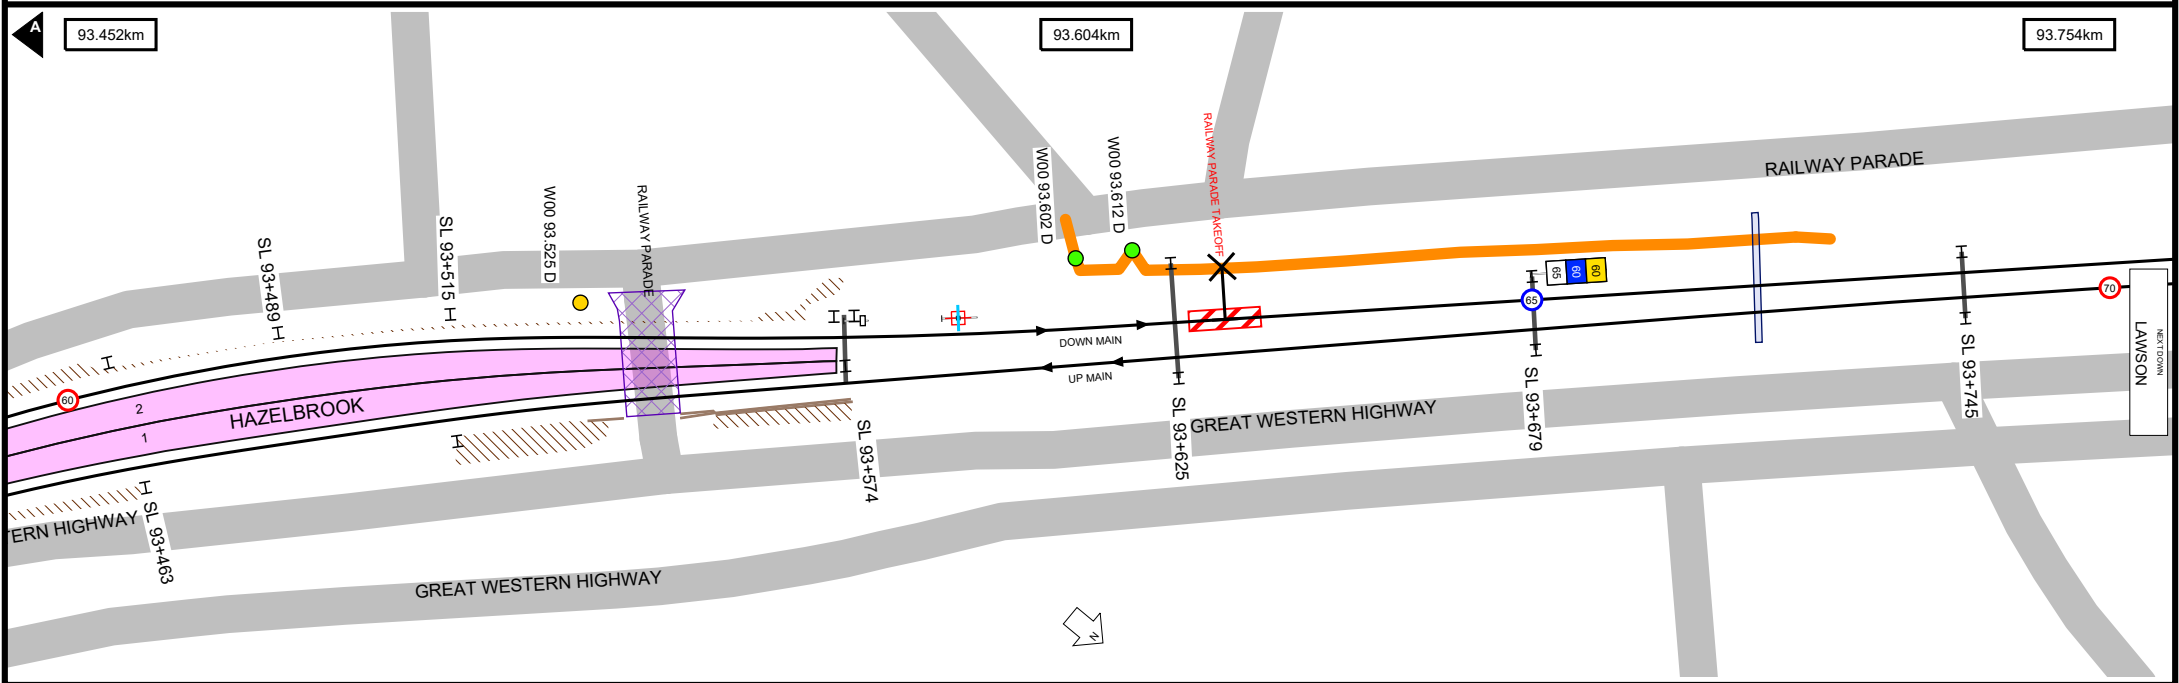 A
93.452km
93.604km
93.754km
RAILWAY PARADE TAKEOFF
W00 93.602 D
W00 93.612 D
RAILWAY PARADE
RAILWAY PARADE
W00 93.525 D
SL 93+515
SL 93+489
65
60
60
65
70
NEXT DOWN
LAWSON
DOWN MAIN
UP MAIN
60
2
HAZELBROOK
1
SL 93+745
SL 93+679
SL 93+625
GREAT WESTERN HIGHWAY
SL 93+574
TERN HIGHWAY
SL 93+463
GREAT WESTERN HIGHWAY
N